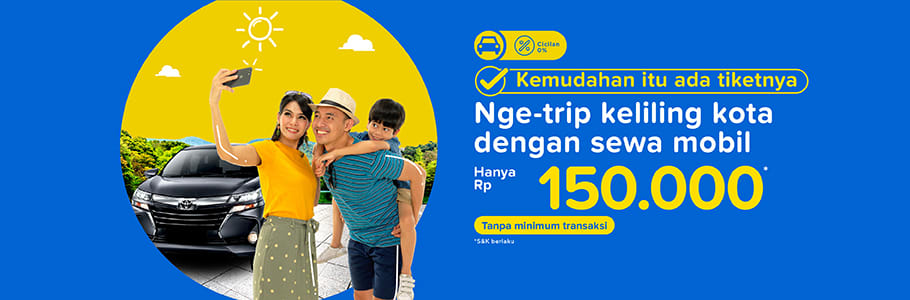 Cicilan
0%
Kemudahan itu ada tiketnya
Nge-trip keliling kota
dengan sewa mobil
Hanya
Rp
150.000*
Tanpa minimum transaksi
*S&K berlaku